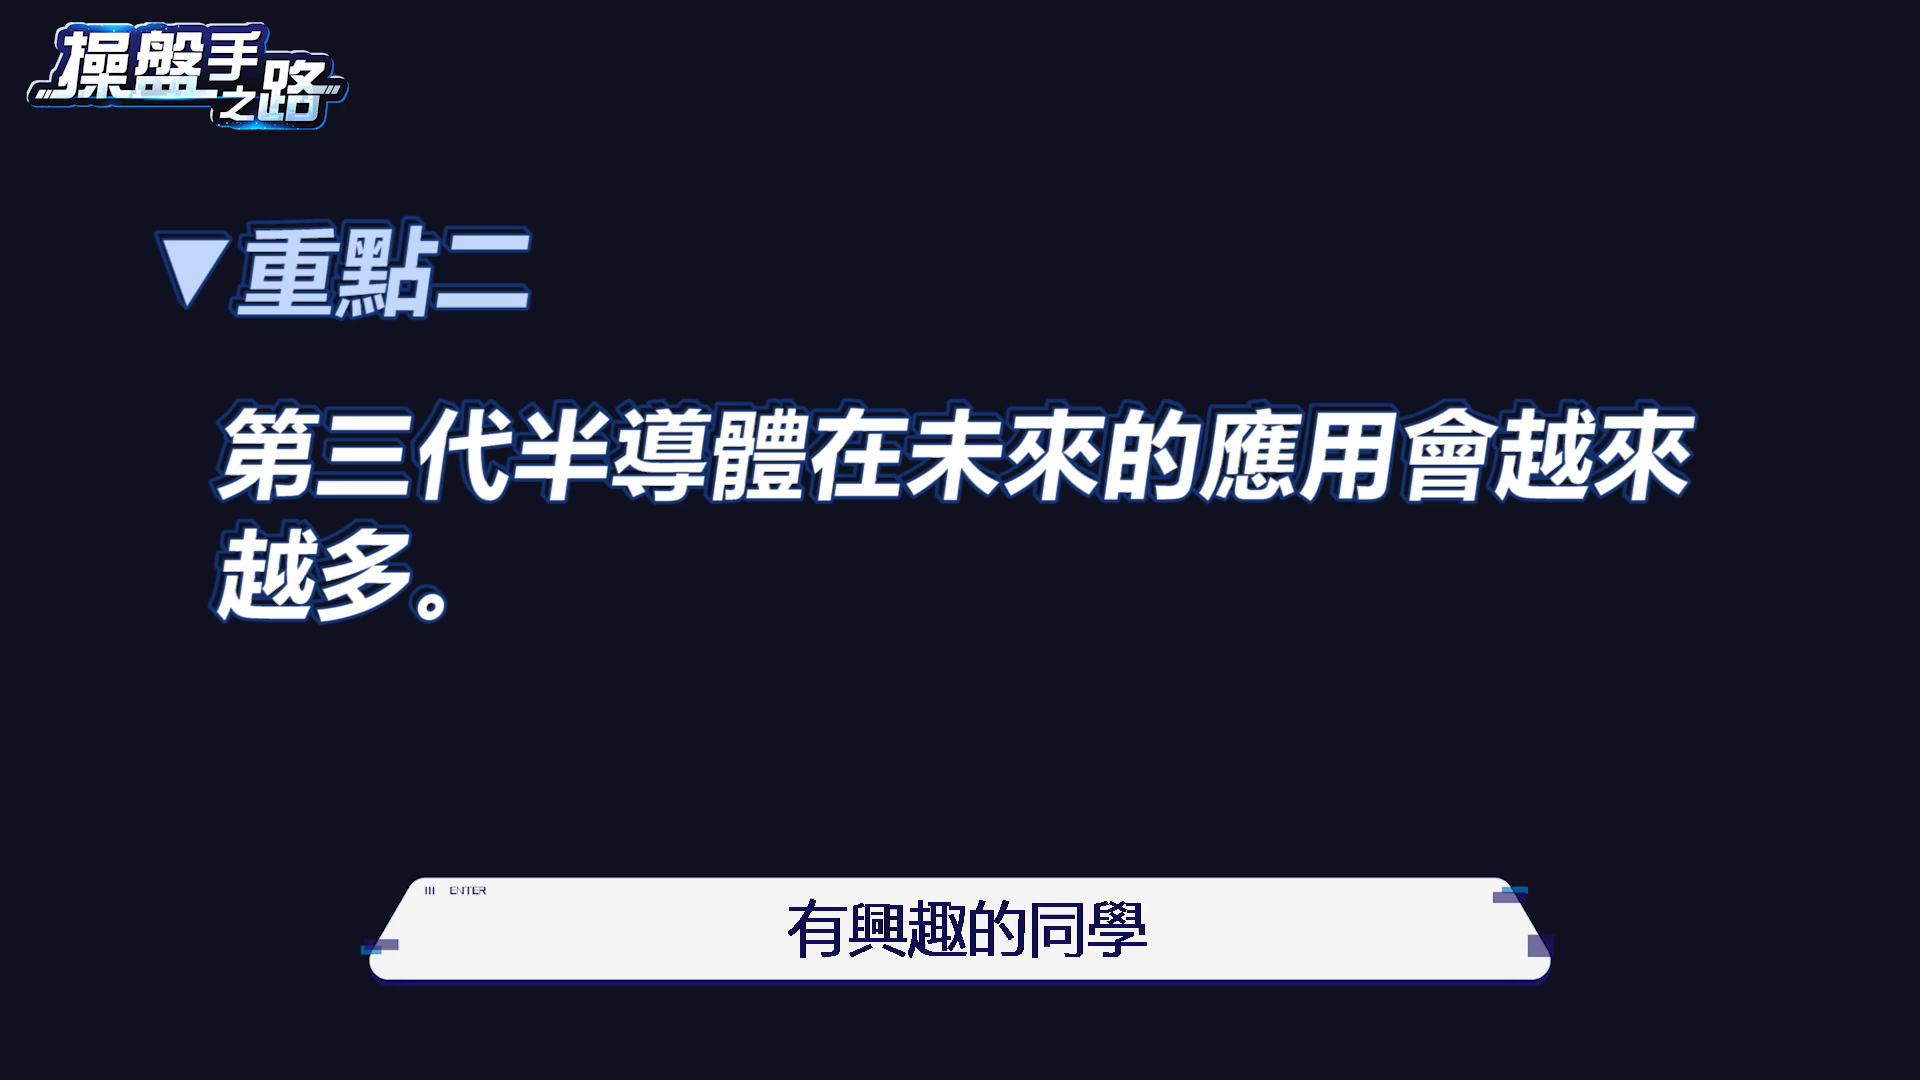 操盤手之路
▼重點二
第三代半導體在未來的應用會越來
越多。
III ENTER
有興趣的同學